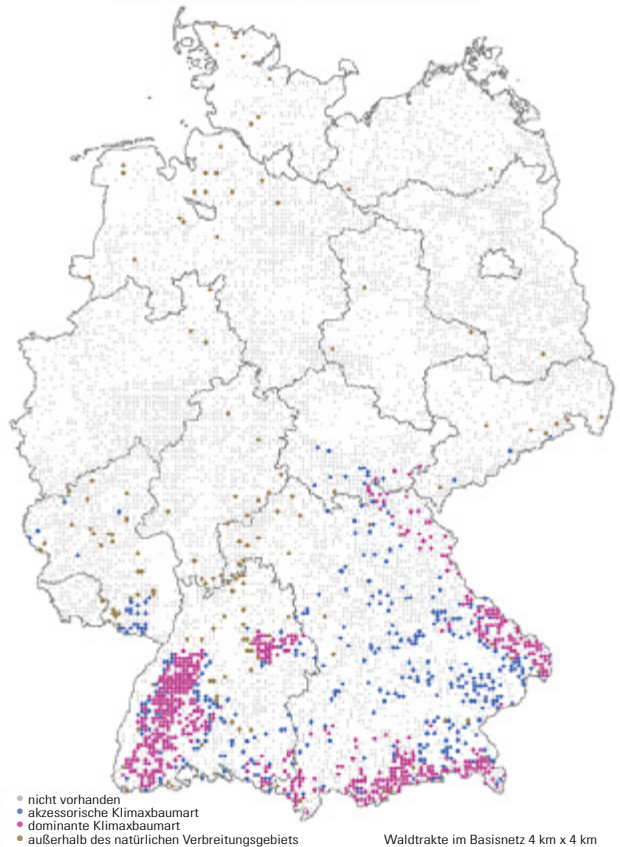 nicht vorhanden
akzessorische Klimaxbaumart
dominante Klimaxbaumart
außerhalb des natürlichen Verbreitungsgebiets
Waldtrakte im Basisnetz 4 km x 4 km